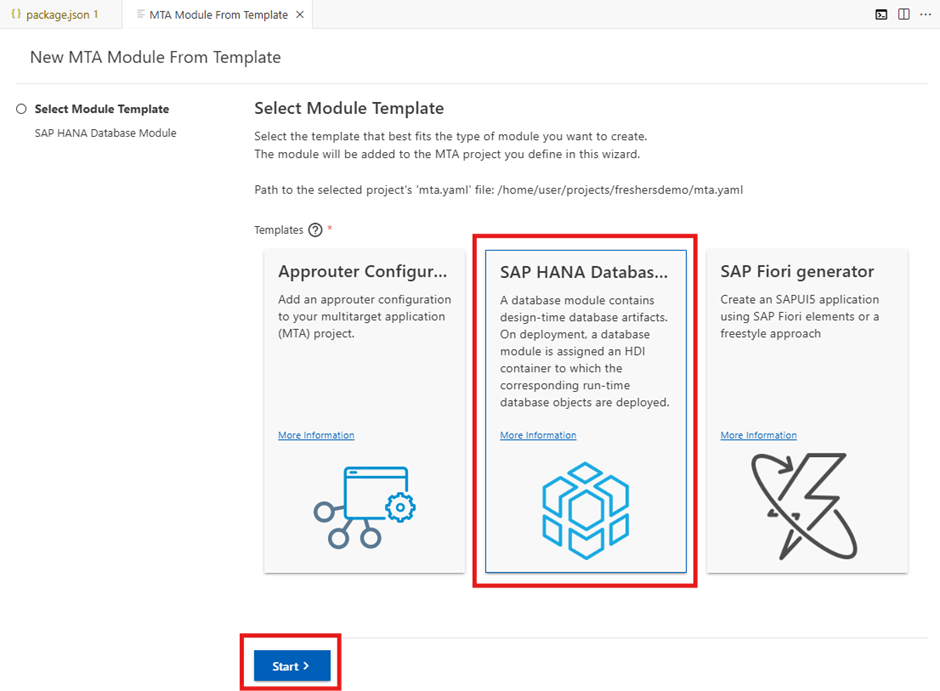 {} package.json 1
MTA Module From Template
New MTA Module From Template
Select Module Template
SAP HANA Database Module
Select Module Template
Select the template that best fits the type of module you want to create.
The module will be added to the MTA project you define in this wizard.
Path to the selected project's 'mta.yaml' file: /home/user/projects/freshersdemo/mta.yaml
Templates ? *
Approuter Configur...
Add an approuter configuration
to your multitarget application
(MTA) project.
More Information
SAP HANA Databas...
A database module contains
design-time database artifacts.
On deployment, a database
module is assigned an HDI
container to which the
corresponding run-time
database objects are deployed.
More Information
SAP Fiori generator
Create an SAPUI5 application
using SAP Fiori elements or a
freestyle approach
More Information
Start >